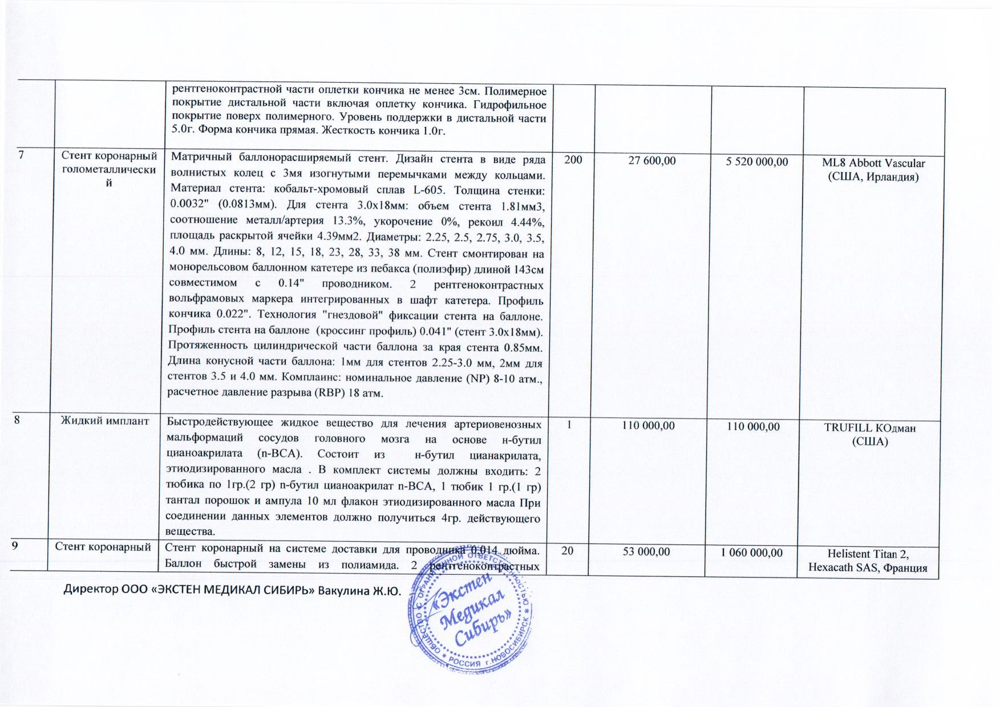 рентгеноконтрастной части оплетки кончика не менее 3см. Полимерное
покрытие дистальной части включая оплетку кончика. Гидрофильное
покрытие поверх полимерного. Уровень поддержки в дистальной части
5.0г. Форма кончика прямая. Жесткость кончика 1.0г.
7
Стент коронарный
голометаллически
й
Матричный баллонорасширяемый стент. Дизайн стента в виде ряда
волнистых колец с 3мя изогнутыми перемычками между кольцами.
Материал стента: кобальт-хромовый сплав L-605. Толщина стенки:
0.0032" (0.0813мм). Для стента 3.0х18мм: объем стента 1.81мм3,
соотношение металл/артерия 13.3%, укорочение 0%, рекоил 4.44%,
площадь раскрытой ячейки 4.39мм2. Диаметры: 2.25, 2.5, 2.75, 3.0, 3.5,
4.0 мм. Длины: 8, 12, 15, 18, 23, 28, 33, 38 мм. Стент смонтирован на
монорельсовом баллонном катетере из пебакса (полиэфир) длиной 143см
совместимом с 0.14" проводником. 2 рентгеноконтрастных
вольфрамовых маркера интегрированных в шафт катетера. Профиль
кончика 0.022". Технология "гнездовой" фиксации стента на баллоне.
Профиль стента на баллоне (кроссинг профиль) 0.041" (стент 3.0х18мм).
Протяженность цилиндрической части баллона за края стента 0.85мм.
Длина конусной части баллона: 1мм для стентов 2.25-3.0 мм, 2мм для
стентов 3.5 и 4.0 мм. Комплаинс: номинальное давление (NP) 8-10 атм.,
расчетное давление разрыва (RBP) 18 атм.
200
27 600,00
5 520 000,00
ML8 Abbott Vascular
(США, Ирландия)
8
Жидкий имплант
Быстродействующее жидкое вещество для лечения артериовенозных
мальформаций сосудов головного мозга на основе н-бутил
цианоакрилата (n-BCA). Состоит из н-бутил цианакрилата,
этиодизированного масла . В комплект системы должны входить: 2
тюбика по 1гр.(2 гр) n-бутил цианоакрилат n-BCA, 1 тюбик 1 гр.(1 гр)
тантал порошок и ампула 10 мл флакон этиодизированного масла При
соединении данных элементов должно получиться 4гр. действующего
вещества.
1
110 000,00
110 000,00
TRUFILL КОдман
(США)
9
Стент коронарный
Стент коронарный на системе доставки для проводника 0,014 дюйма.
Баллон быстрой замены из полиамида. 2 рентгеноконтрастных
20
53 000,00
1 060 000,00
Helistent Titan 2,
Hexacath SAS, Франция
Директор ООО «ЭКСТЕН МЕДИКАЛ СИБИРЬ» Вакулина Ж.Ю.
ОБЩЕСТВО С ОГРАНИЧЕННОЙ ОТВЕТСТВЕННОСТЬЮ
«Экстен
Медикал
Сибирь»
РОССИЯ г.НОВОСИБИРСК